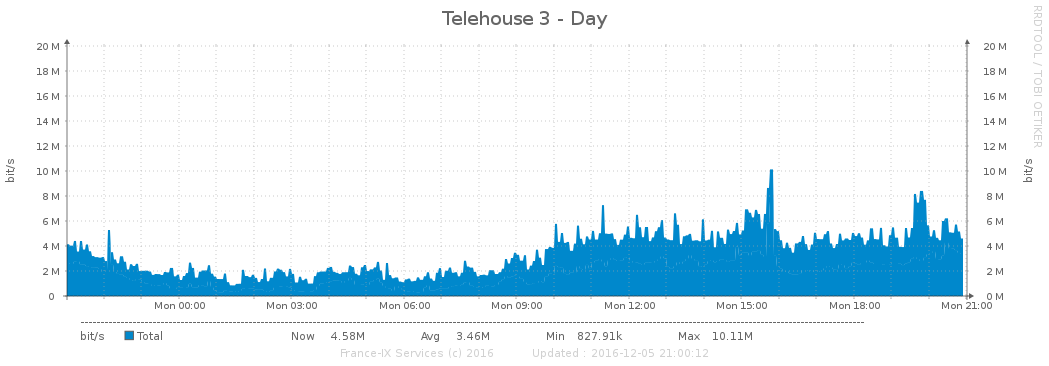 Telehouse 3 - Day
RRDTOOL / TOBI OETIKER
20 M 20 M
18 M 18 M
16 M 16 M
14 M 14 M
12 M 12 M
10 M 10 M
8 M 8 M
6 M 6 M
4 M 4 M
2 M 2 M
0 0 M
bit/s bit/s
Mon 00:00 Mon 03:00 Mon 06:00 Mon 09:00 Mon 12:00 Mon 15:00 Mon 18:00 Mon 21:00
bit/s Total Now 4.58M Avg 3.46M Min 827.91k Max 10.11M
France-IX Services (c) 2016 Updated : 2016-12-05 21:00:12